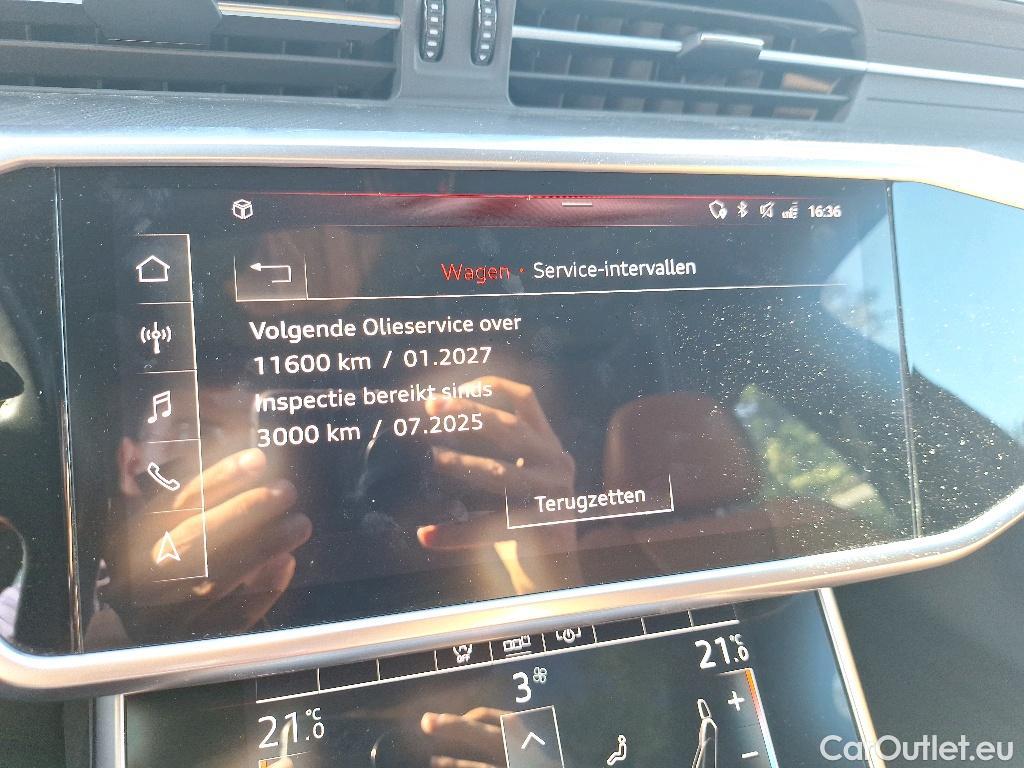 16:36
Wagen • Service-intervallen
Volgende Olieservice over
11600 km / 01.2027
Inspectie bereikt sinds
3000 km / 07.2025
Terugzetten
OFF
21.0 °C
3
21.0 °C
+
−
CarOutlet.eu